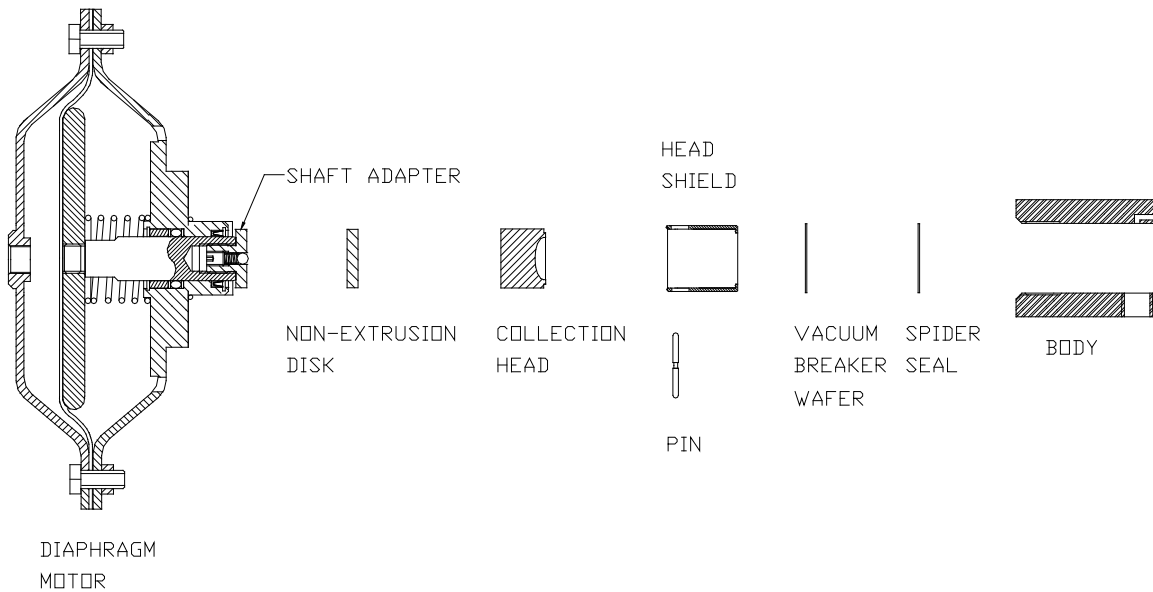 HEAD
SHIELD
SHAFT ADAPTER
NON-EXTRUSION
DISK
COLLECTION
HEAD
VACUUM
BREAKER
WAFER
SPIDER
SEAL
BODY
PIN
DIAPHRAGM
MOTOR